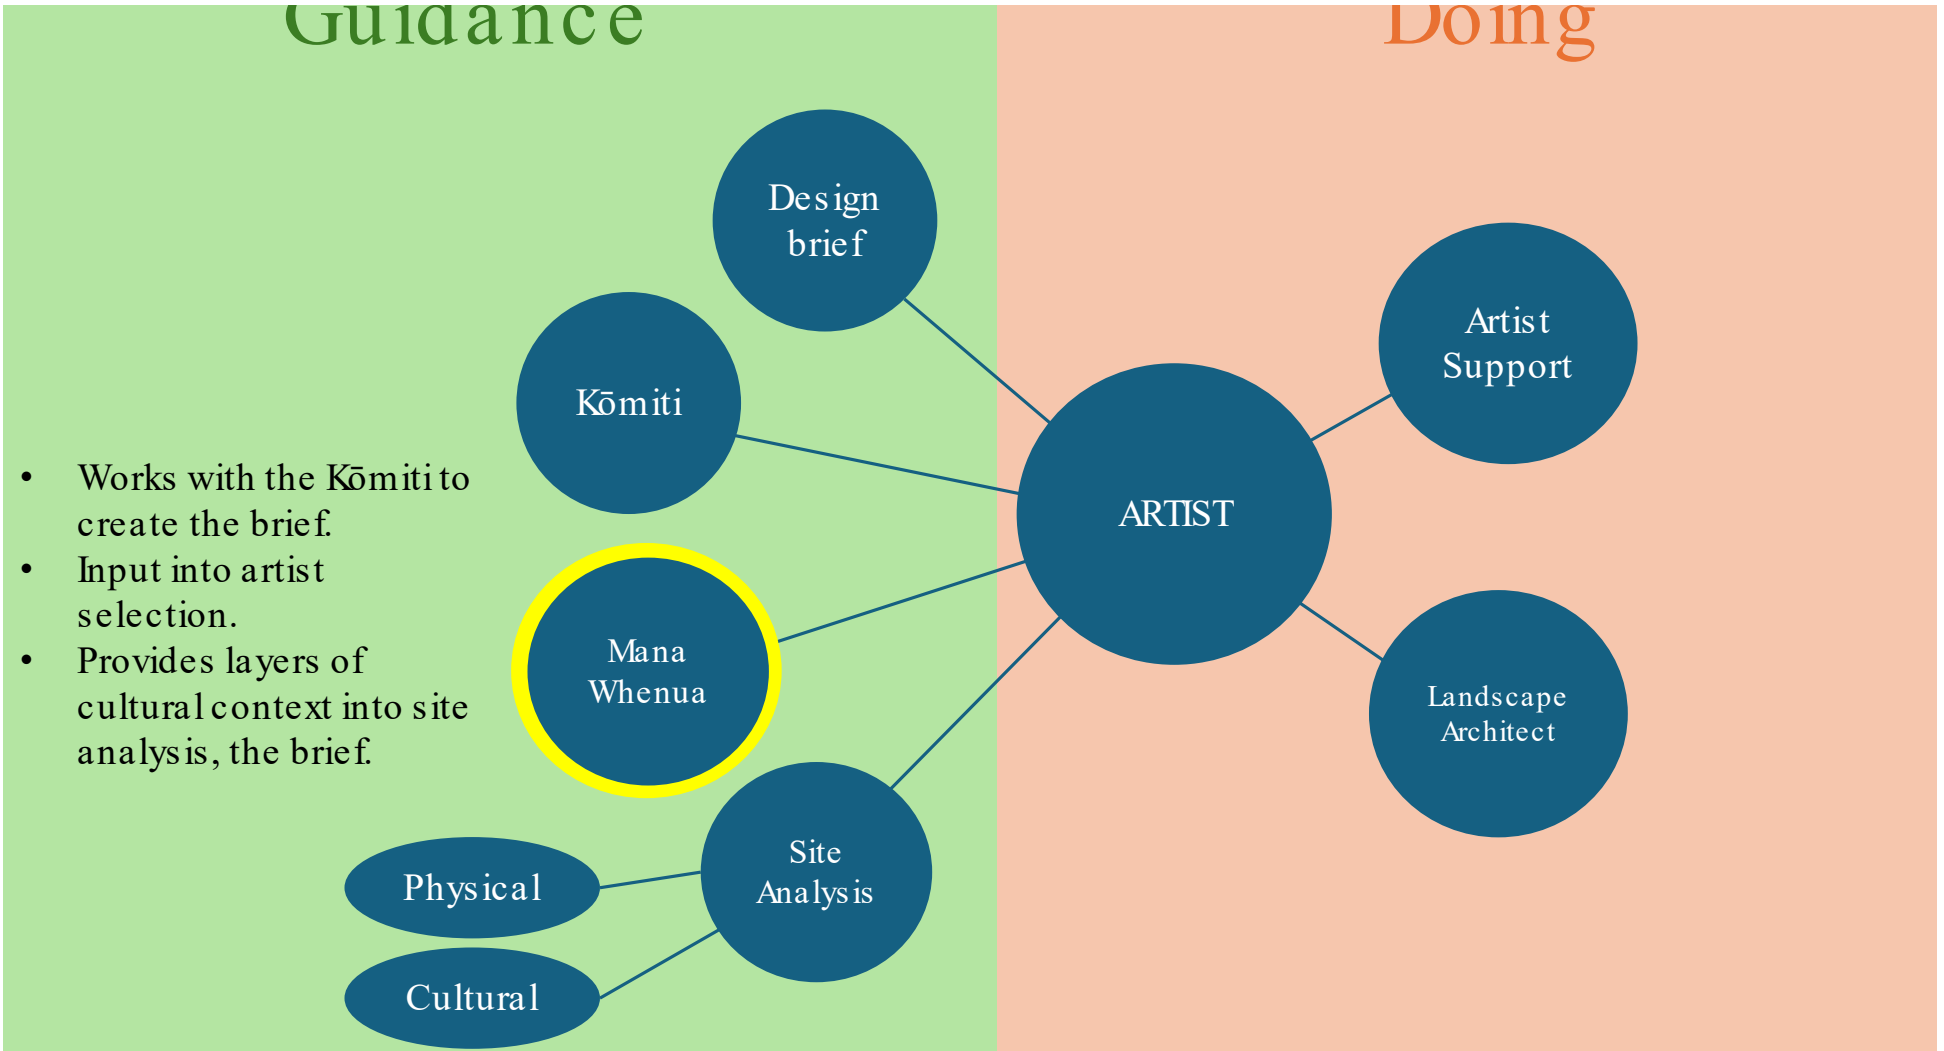 Guidance
Doing
Design
brief
Kōmiti
Artist
Support
ARTIST
• Works with the Kōmiti to
create the brief.
• Input into artist
selection.
• Provides layers of
cultural context into site
analysis, the brief.
Mana
Whenua
Landscape
Architect
Site
Analysis
Physical
Cultural